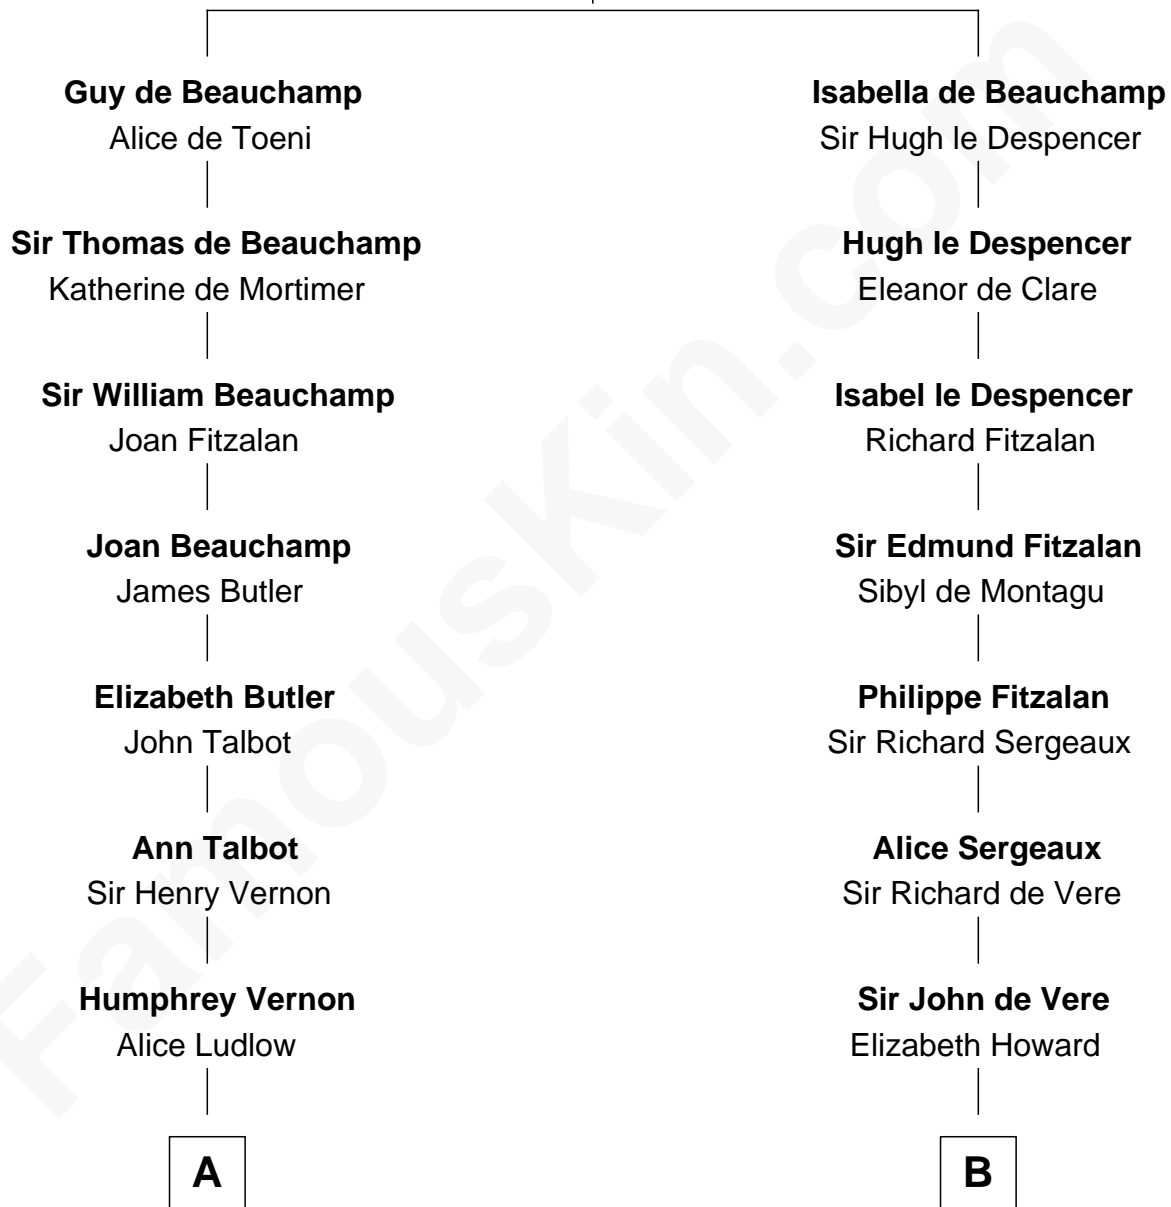 Guy de Beauchamp
Alice de Toeni
Sir Thomas de Beauchamp
Katherine de Mortimer
Sir William Beauchamp
Joan Fitzalan
Joan Beauchamp
James Butler
Elizabeth Butler
John Talbot
Ann Talbot
Sir Henry Vernon
Humphrey Vernon
Alice Ludlow
A
Isabella de Beauchamp
Sir Hugh le Despencer
Hugh le Despencer
Eleanor de Clare
Isabel le Despencer
Richard Fitzalan
Sir Edmund Fitzalan
Sibyl de Montagu
Philippe Fitzalan
Sir Richard Sergeaux
Alice Sergeaux
Sir Richard de Vere
Sir John de Vere
Elizabeth Howard
B
FamousKin.com